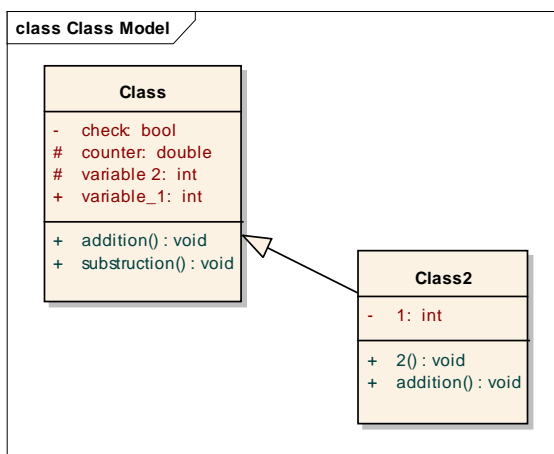 class Class Model
Class
- check: bool
# counter: double
# variable 2: int
+ variable_1: int
+ addition() : void
+ substruction() : void
Class2
- 1: int
+ 2() : void
+ addition() : void